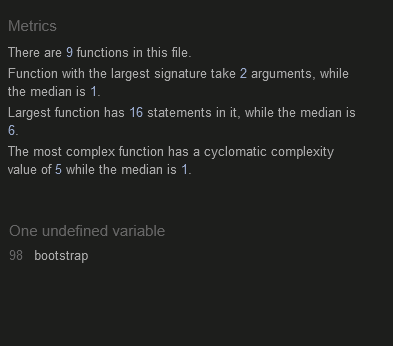 Metrics
There are 9 functions in this file.
Function with the largest signature take 2 arguments, while
the median is 1.
Largest function has 16 statements in it, while the median is
6.
The most complex function has a cyclomatic complexity
value of 5 while the median is 1.
One undefined variable
98 bootstrap